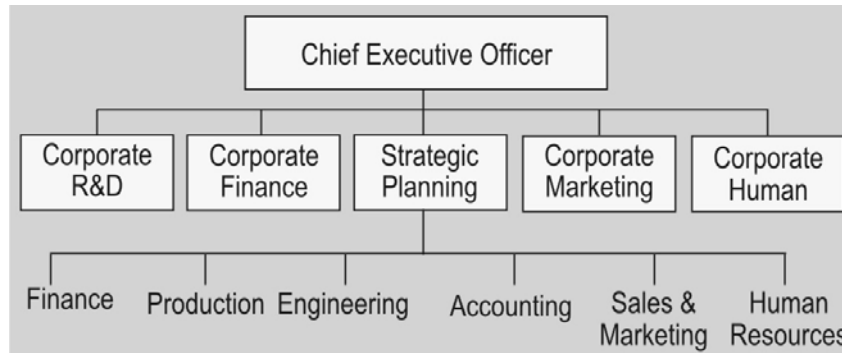 Chief Executive Officer
Corporate
R&D
Corporate
Finance
Strategic
Planning
Corporate
Marketing
Corporate
Human
Finance
Production
Engineering
Accounting
Sales &
Marketing
Human
Resources